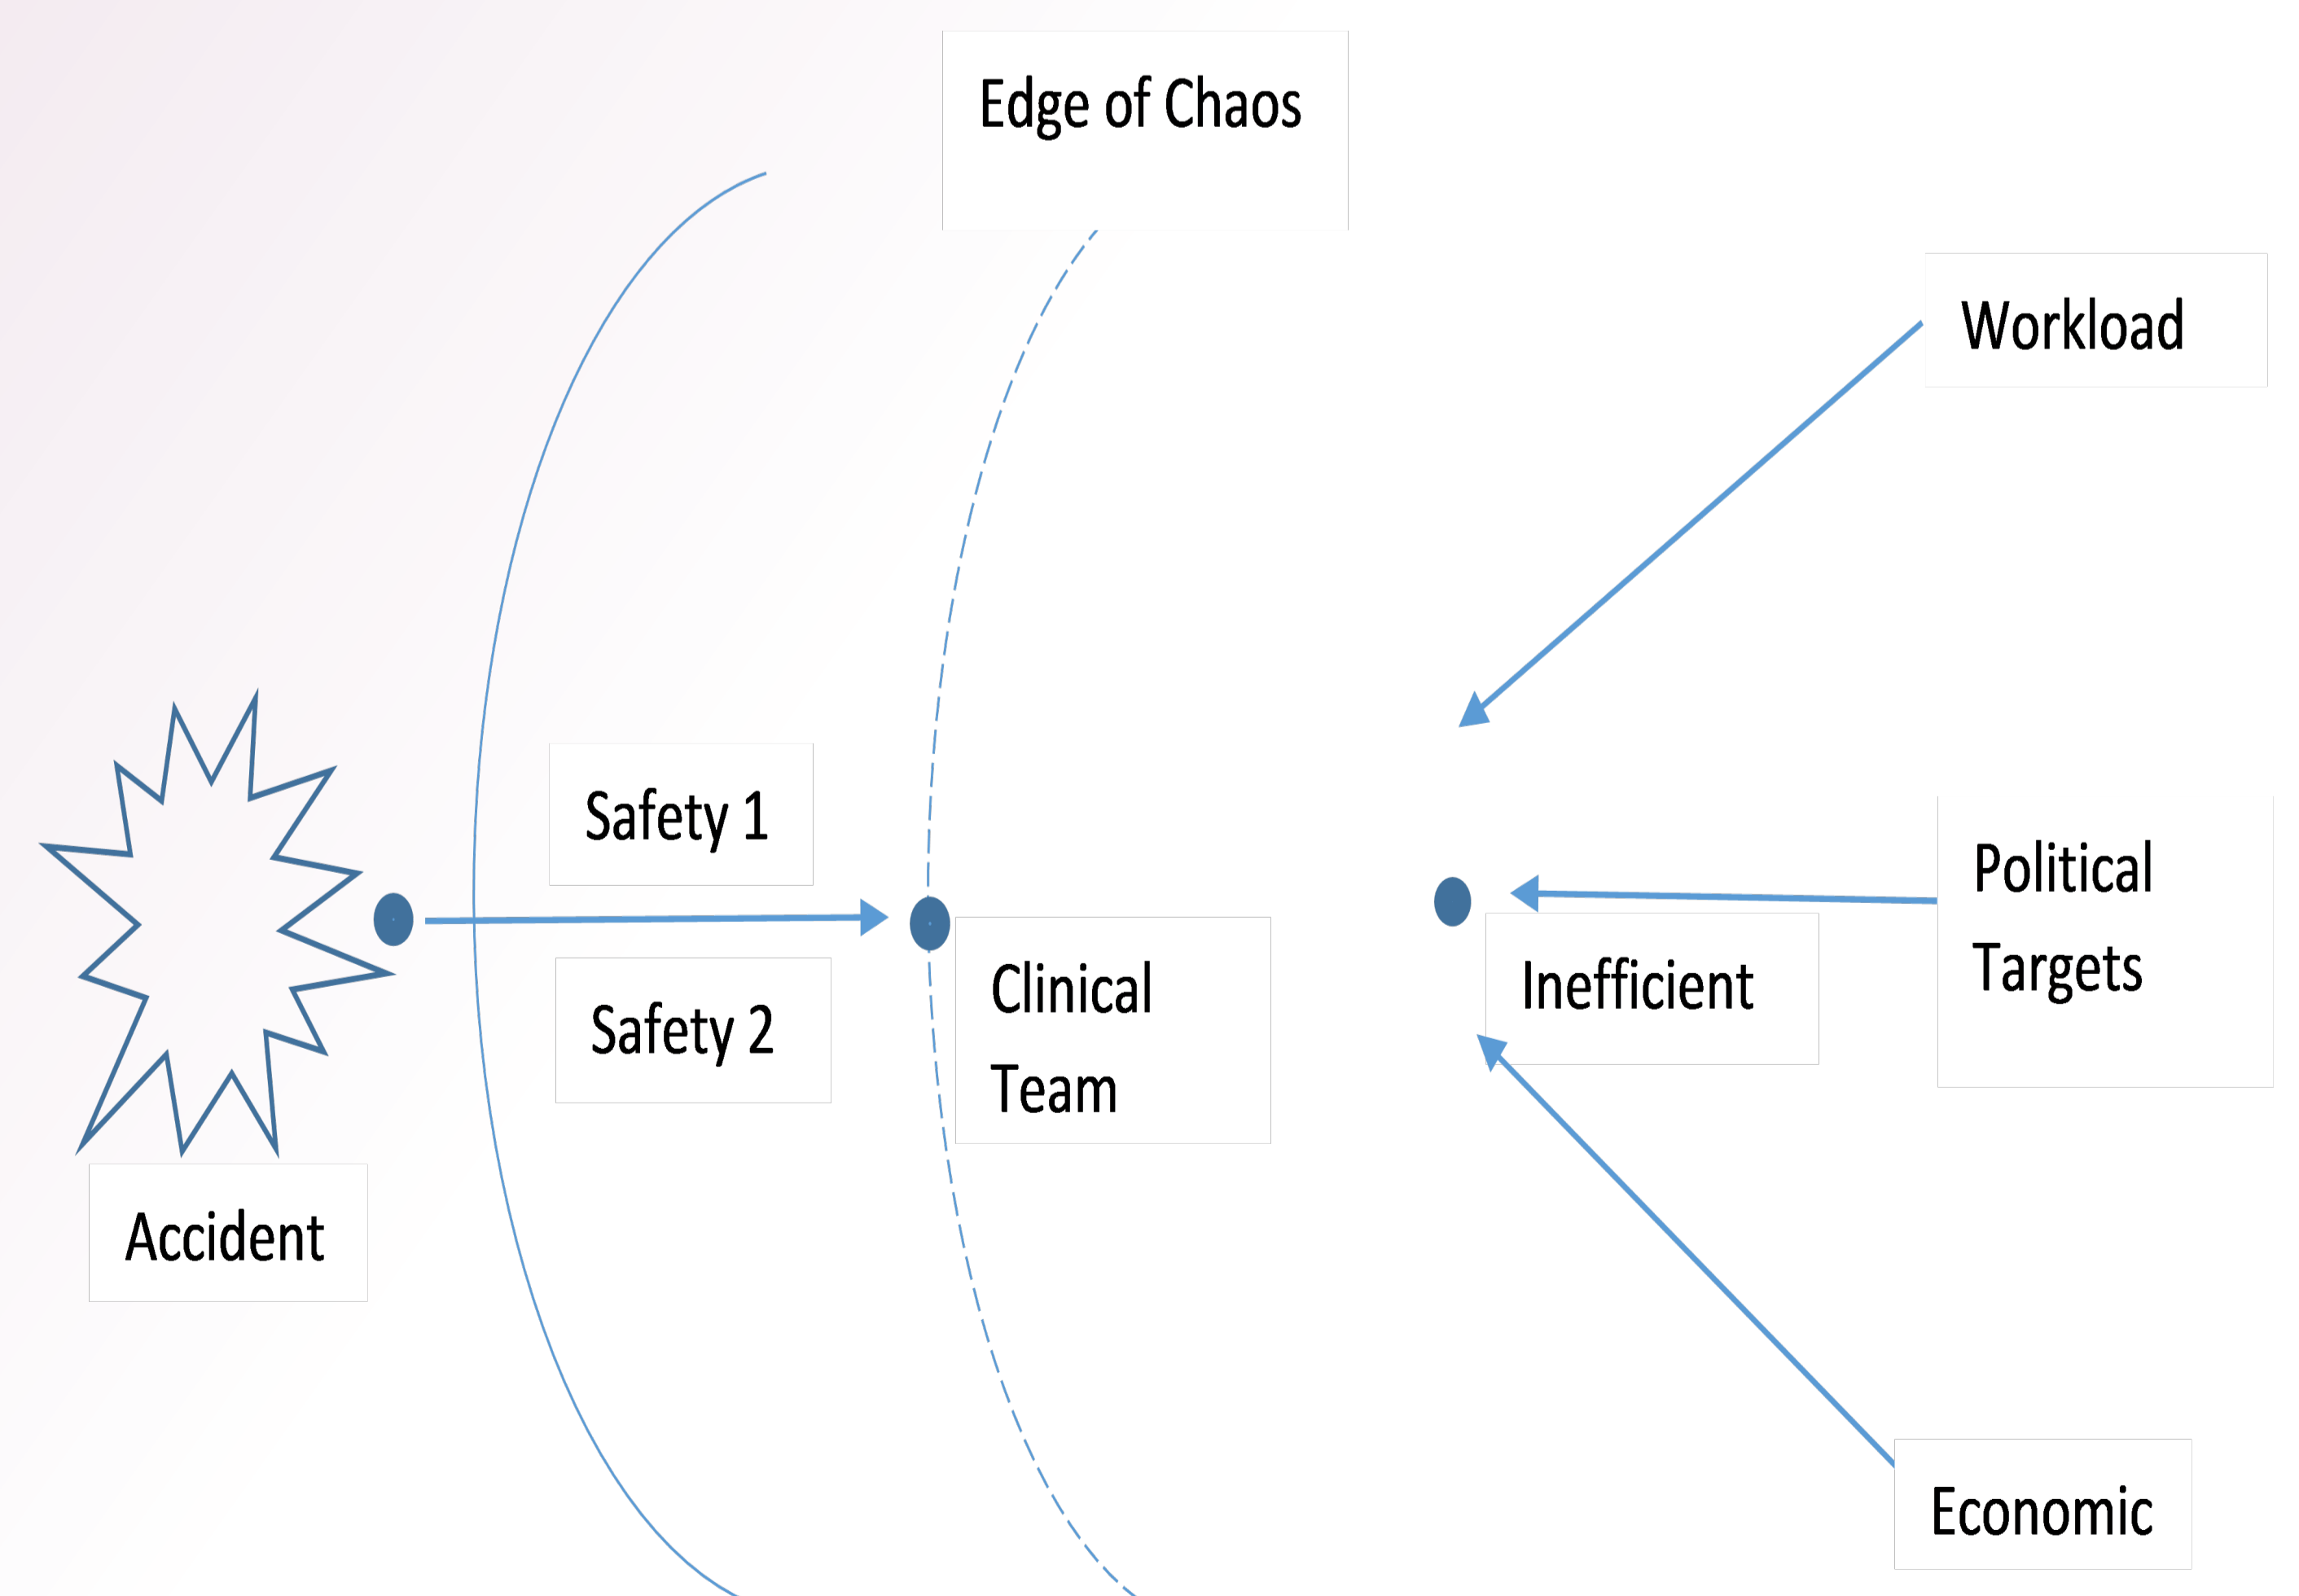 Edge of Chaos
Workload
Safety 1
Political
Targets
Inefficient
Clinical
Team
Safety 2
Accident
Economic